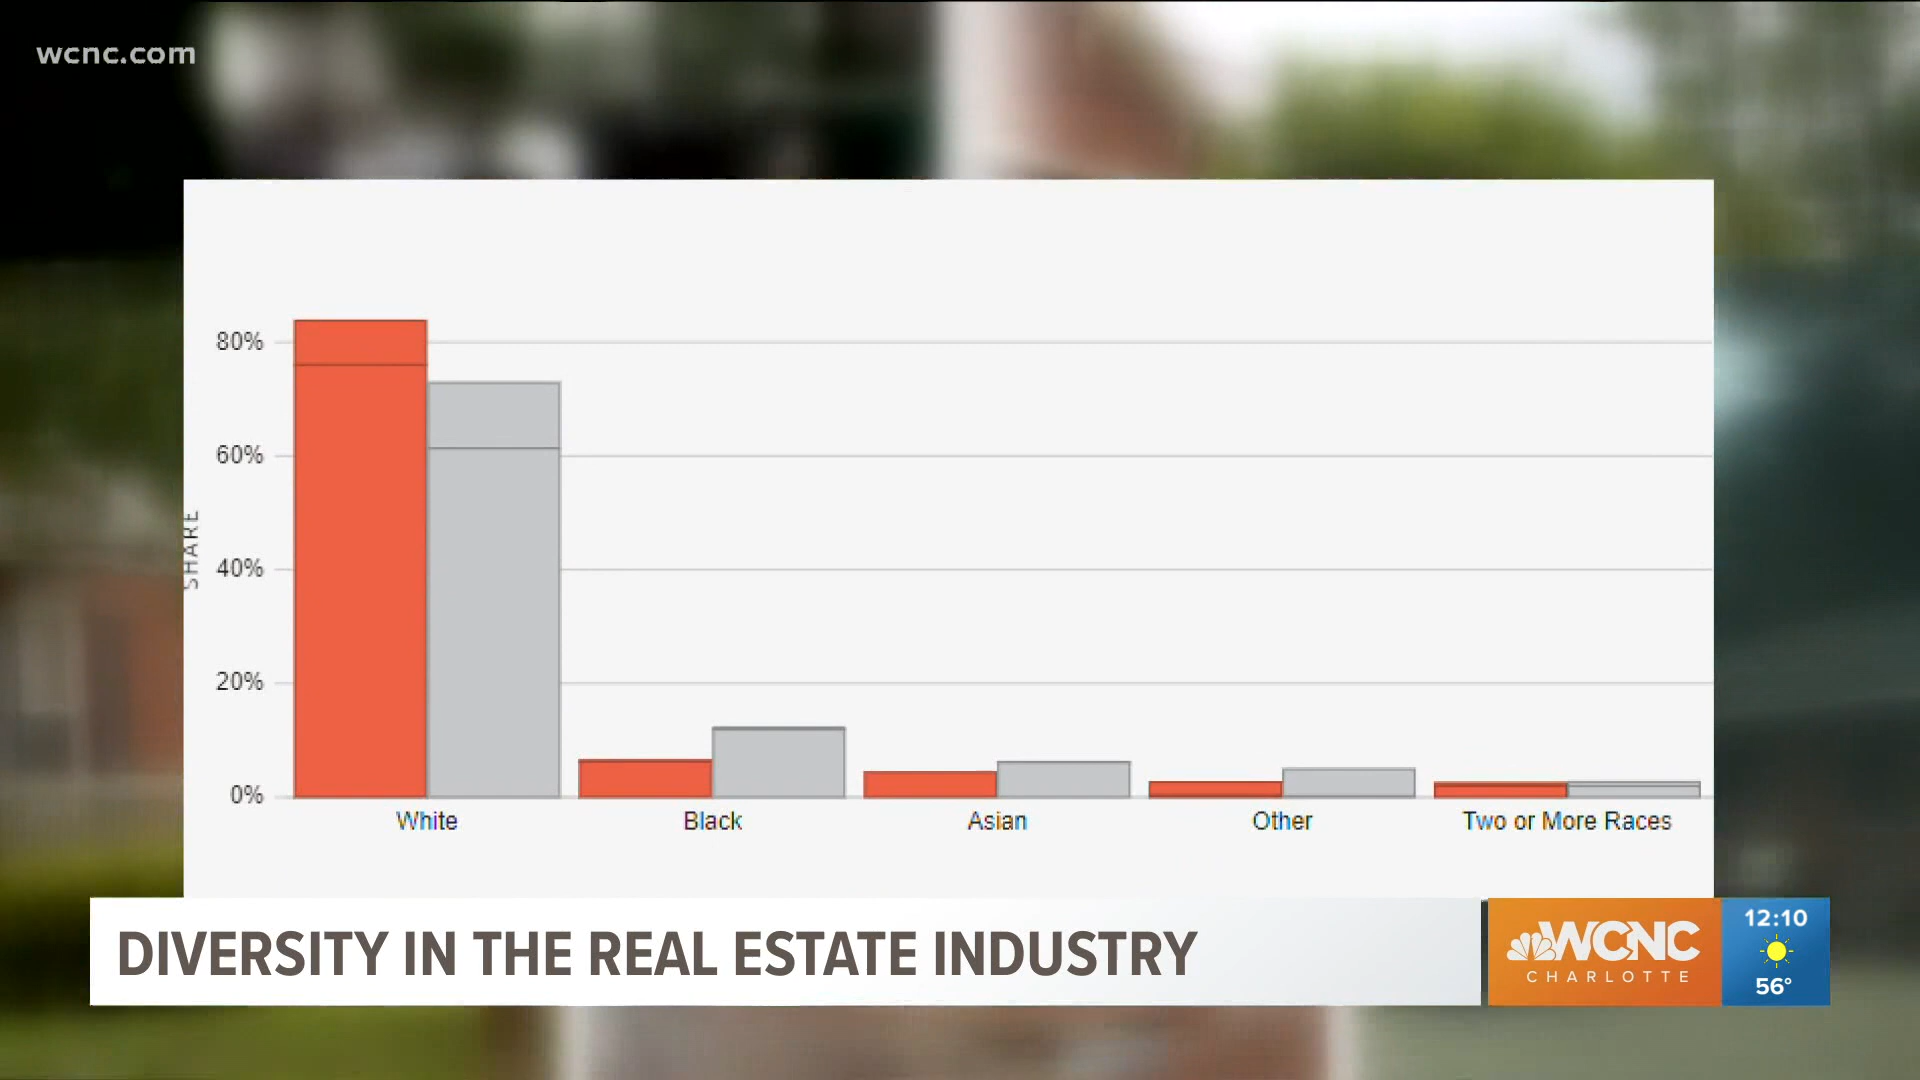 wcnc.com
SHARE
80%
60%
40%
20%
0%
White
Black
Asian
Other
Two or More Races
DIVERSITY IN THE REAL ESTATE INDUSTRY
WCNC
CHARLOTTE
12:10
56°